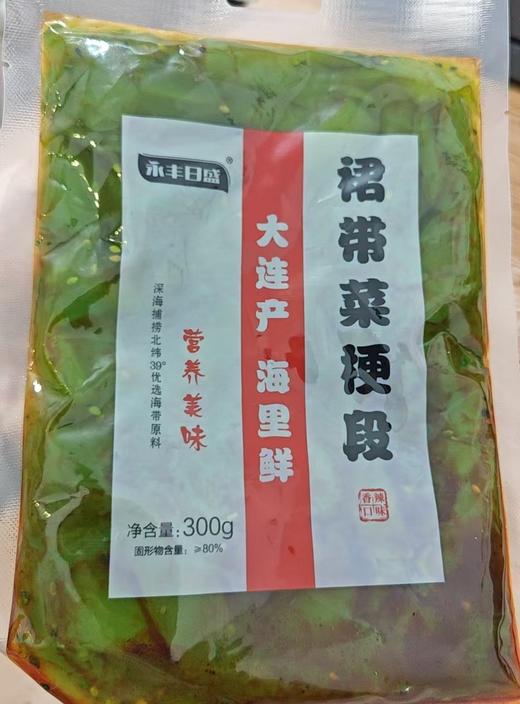 永丰日盛®
裙带菜梗段
大连产 海里鲜
营养美味
深海捕捞北纬39°优选海带原料
香辣
口味
净含量：300g
固形物含量：≥80%